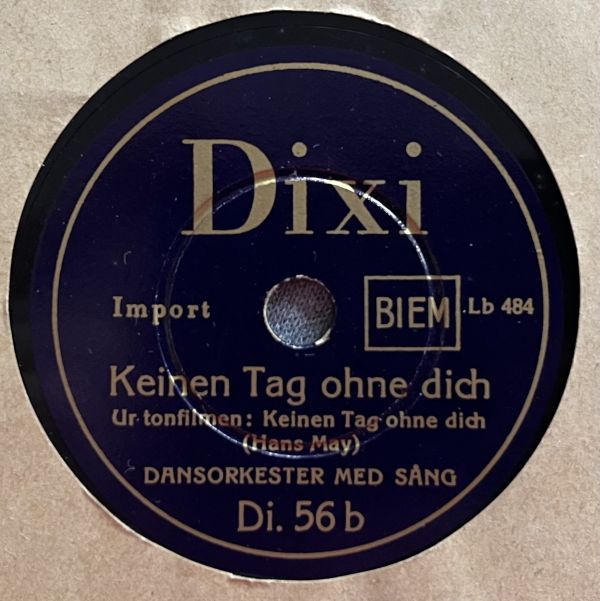 Dixi
Import BIEM Lb 484
Keinen Tag ohne dich
Ur tonfilmen: Keinen Tag ohne dich
(Hans May)
DANSORKESTER MED SÅNG
Di. 56 b